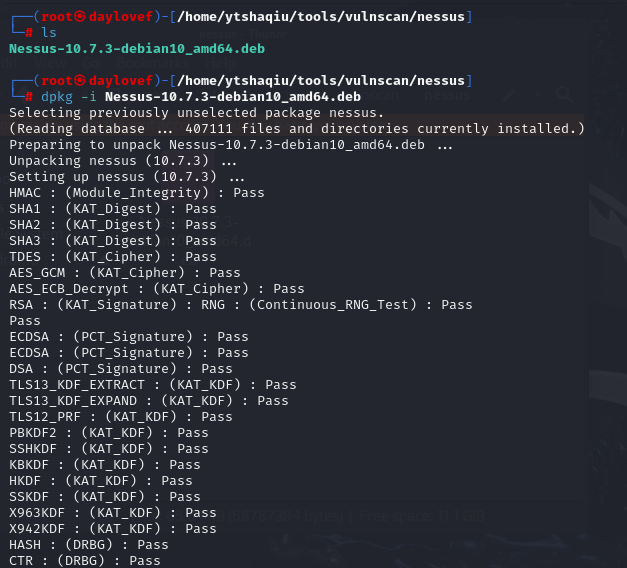 ┌──(root㉿daylovef)-[/home/ytshaqiu/tools/vulnscan/nessus]
└─# ls
Nessus-10.7.3-debian10_amd64.deb
┌──(root㉿daylovef)-[/home/ytshaqiu/tools/vulnscan/nessus]
└─# dpkg -i Nessus-10.7.3-debian10_amd64.deb
Selecting previously unselected package nessus.
(Reading database ... 407111 files and directories currently installed.)
Preparing to unpack Nessus-10.7.3-debian10_amd64.deb ...
Unpacking nessus (10.7.3) ...
Setting up nessus (10.7.3) ...
HMAC : (Module_Integrity) : Pass
SHA1 : (KAT_Digest) : Pass
SHA2 : (KAT_Digest) : Pass
SHA3 : (KAT_Digest) : Pass
TDES : (KAT_Cipher) : Pass
AES_GCM : (KAT_Cipher) : Pass
AES_ECB_Decrypt : (KAT_Cipher) : Pass
RSA : (KAT_Signature) : RNG : (Continuous_RNG_Test) : Pass
Pass
ECDSA : (PCT_Signature) : Pass
ECDSA : (PCT_Signature) : Pass
DSA : (PCT_Signature) : Pass
TLS13_KDF_EXTRACT : (KAT_KDF) : Pass
TLS13_KDF_EXPAND : (KAT_KDF) : Pass
TLS12_PRF : (KAT_KDF) : Pass
PBKDF2 : (KAT_KDF) : Pass
SSHKDF : (KAT_KDF) : Pass
KBKDF : (KAT_KDF) : Pass
HKDF : (KAT_KDF) : Pass
SSKDF : (KAT_KDF) : Pass
X963KDF : (KAT_KDF) : Pass
X942KDF : (KAT_KDF) : Pass
HASH : (DRBG) : Pass
CTR : (DRBG) : Pass